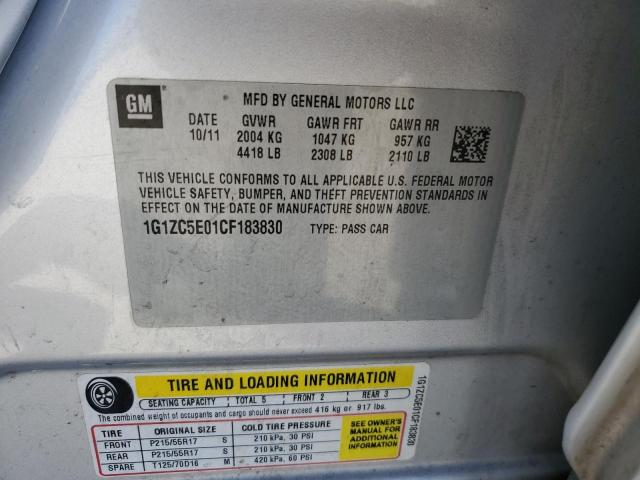 GM
MFD BY GENERAL MOTORS LLC
DATE GVWR GAWR FRT GAWR RR
10/11 2004 KG 1047 KG 957 KG
4418 LB 2308 LB 2110 LB
THIS VEHICLE CONFORMS TO ALL APPLICABLE U.S. FEDERAL MOTOR
VEHICLE SAFETY, BUMPER, AND THEFT PREVENTION STANDARDS IN
EFFECT ON THE DATE OF MANUFACTURE SHOWN ABOVE.
1G1ZC5E01CF183830 TYPE: PASS CAR
TIRE AND LOADING INFORMATION
SEATING CAPACITY TOTAL 5 FRONT 2 REAR 3
The combined weight of occupants and cargo should never exceed 416 kg or 917 lbs.
TIRE ORIGINAL SIZE COLD TIRE PRESSURE
FRONT P215/55R17 S 210 kPa, 30 PSI
REAR P215/55R17 S 210 kPa, 30 PSI
SPARE T125/70D16 M 420 kPa, 60 PSI
SEE OWNER'S
MANUAL FOR
ADDITIONAL
INFORMATION
1G1ZC5E01CF183830